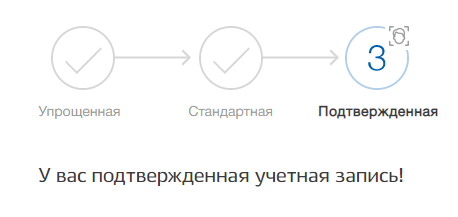 3
Упрощенная Стандартная Подтвержденная
У вас подтвержденная учетная запись!